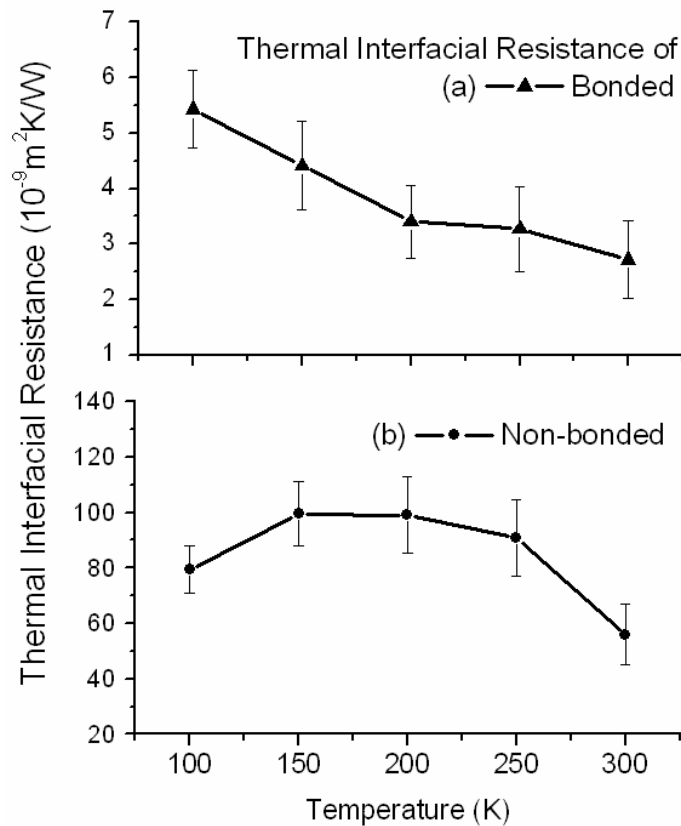 Thermal Interfacial Resistance (10⁻⁹m²K/W)
7
6
5
4
3
2
1
Thermal Interfacial Resistance of
(a) Bonded
140
120
100
80
60
40
20
(b) Non-bonded
100 150 200 250 300
Temperature (K)